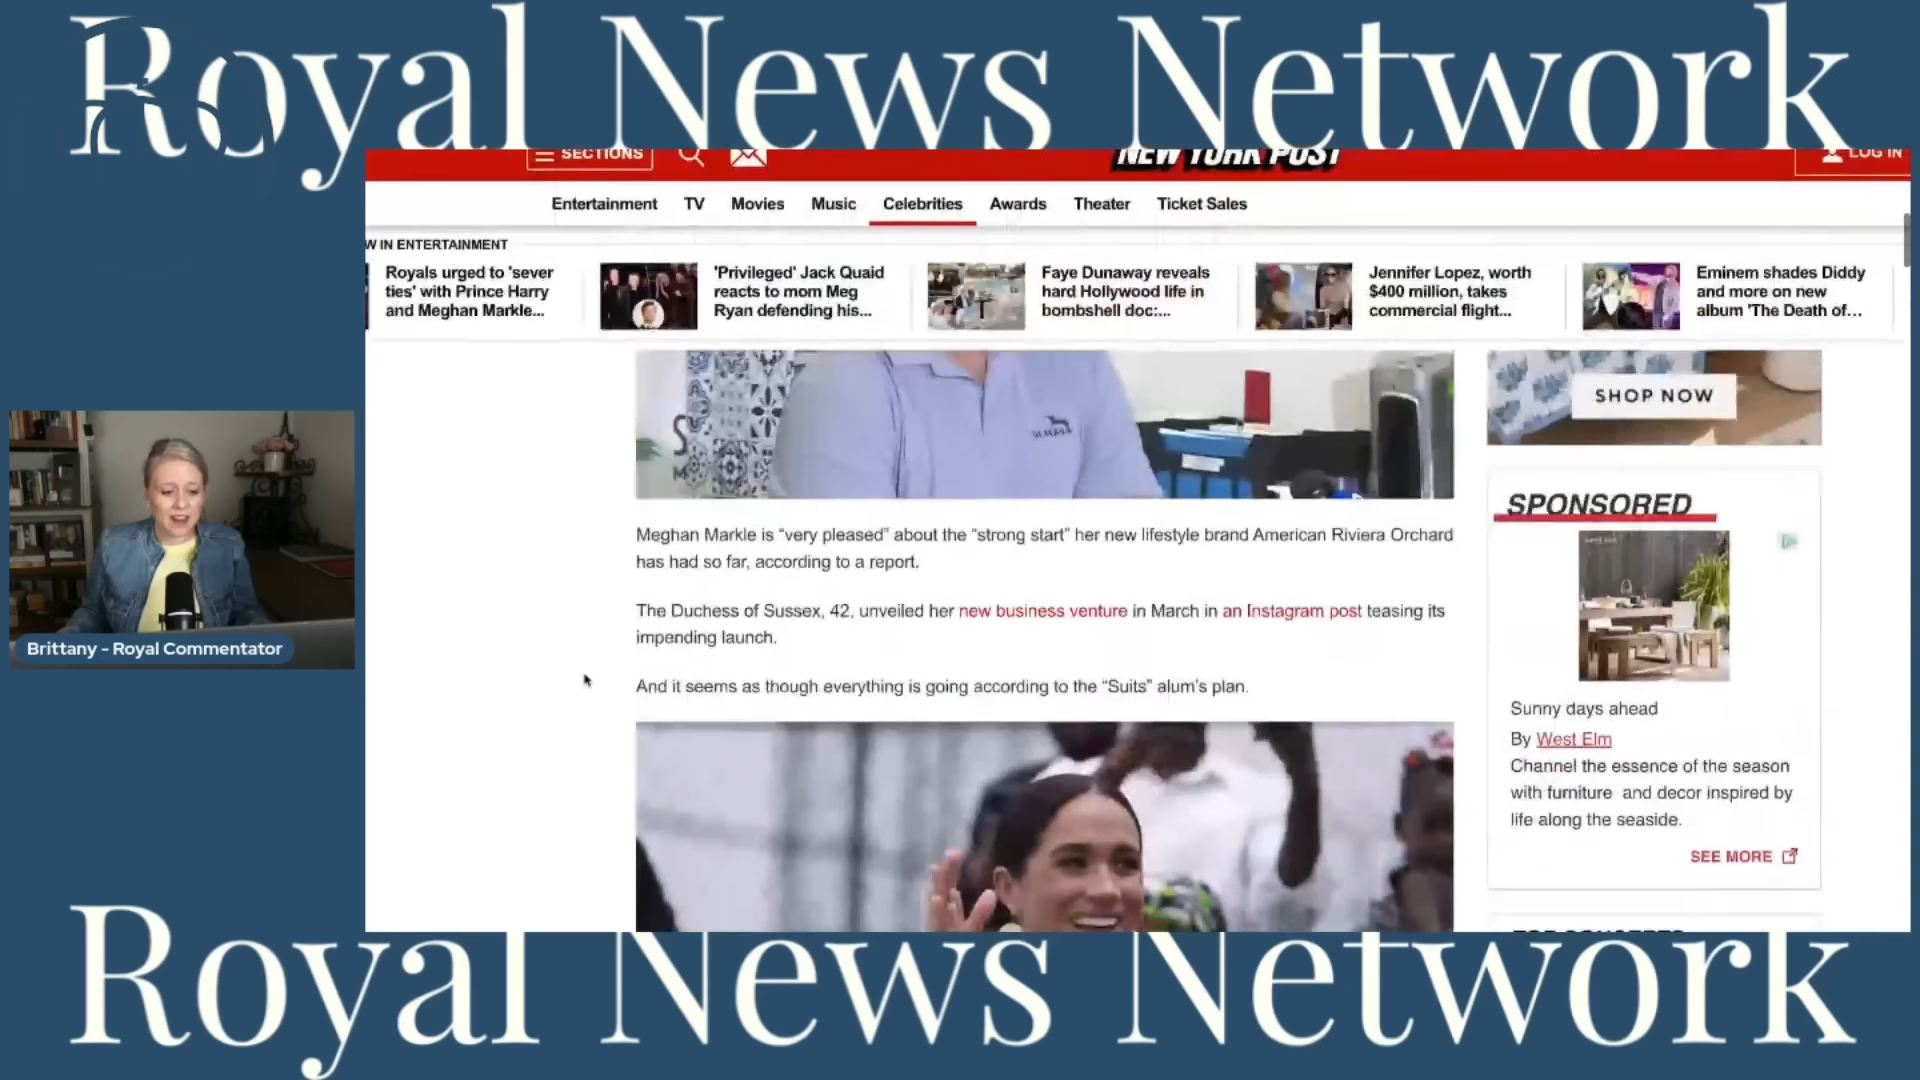 Royal News Network
SECTIONS
NEW YORK POST
LOG IN
Entertainment TV Movies Music Celebrities Awards Theater Ticket Sales
W IN ENTERTAINMENT
Royals urged to 'sever
ties' with Prince Harry
and Meghan Markle...
'Privileged' Jack Quaid
reacts to mom Meg
Ryan defending his...
Faye Dunaway reveals
hard Hollywood life in
bombshell doc:...
Jennifer Lopez, worth
$400 million, takes
commercial flight...
Eminem shades Diddy
and more on new
album 'The Death of...
SHOP NOW
Meghan Markle is “very pleased” about the “strong start” her new lifestyle brand American Riviera Orchard
has had so far, according to a report.
The Duchess of Sussex, 42, unveiled her new business venture in March in an Instagram post teasing its
impending launch.
And it seems as though everything is going according to the “Suits” alum’s plan.
SPONSORED
Sunny days ahead
By West Elm
Channel the essence of the season
with furniture and decor inspired by
life along the seaside.
SEE MORE
Brittany - Royal Commentator
Royal News Network